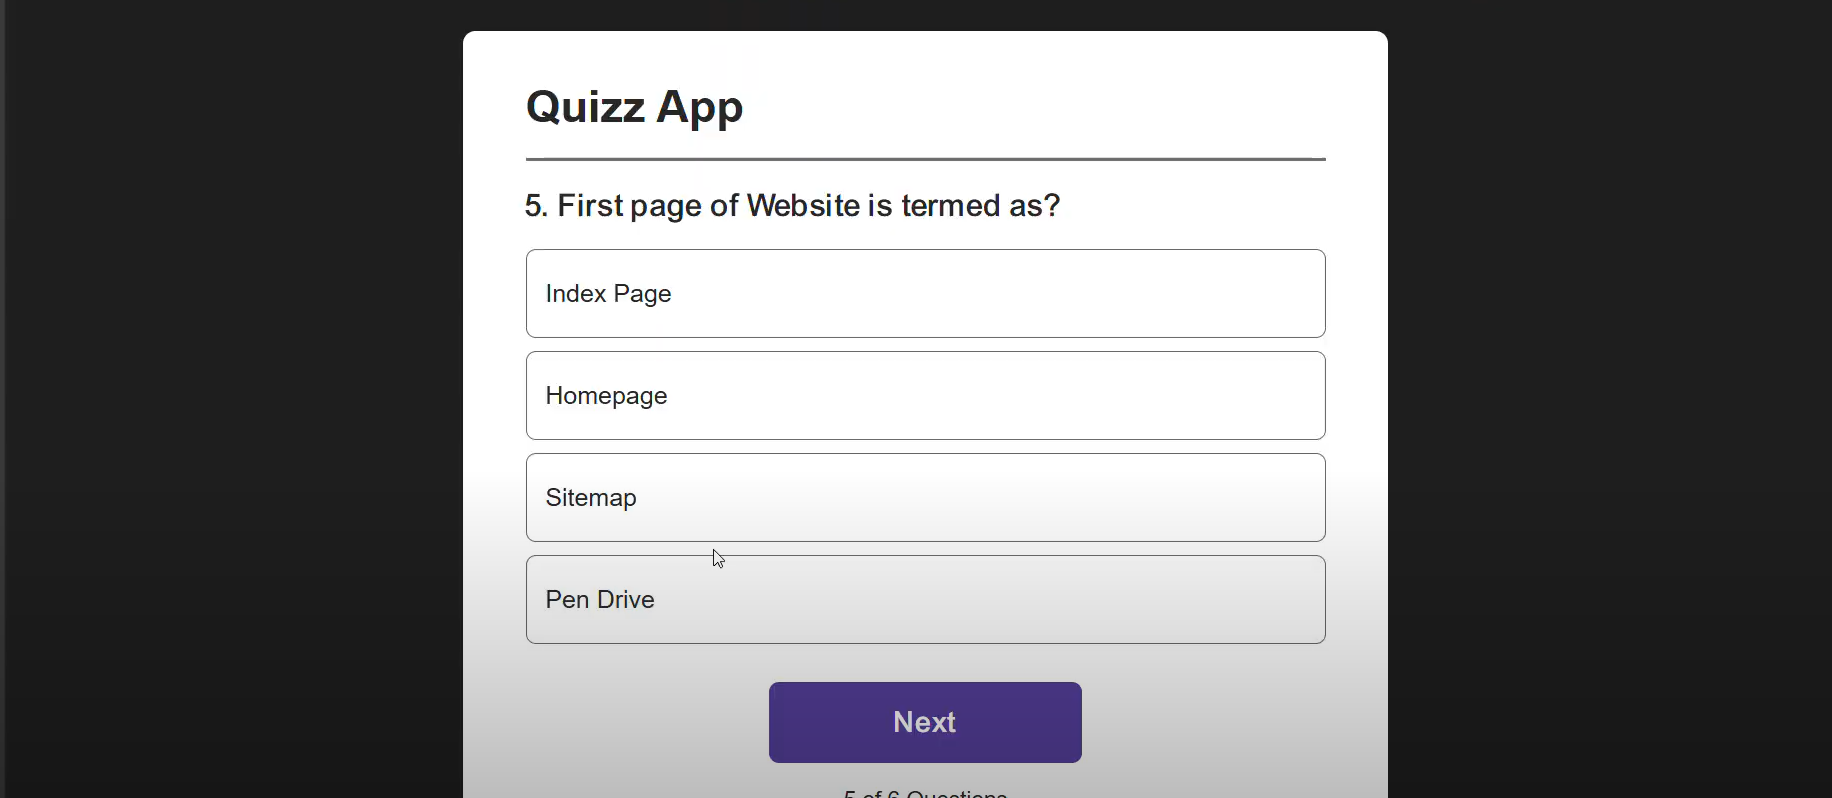 Quizz App
5. First page of Website is termed as?
Index Page
Homepage
Sitemap
Pen Drive
Next
5 of 6 Questions